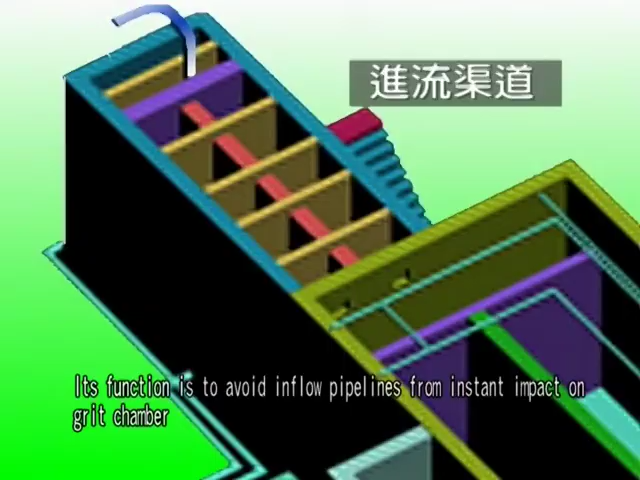 進流渠道
Its function is to avoid inflow pipelines from instant impact on
grit chamber